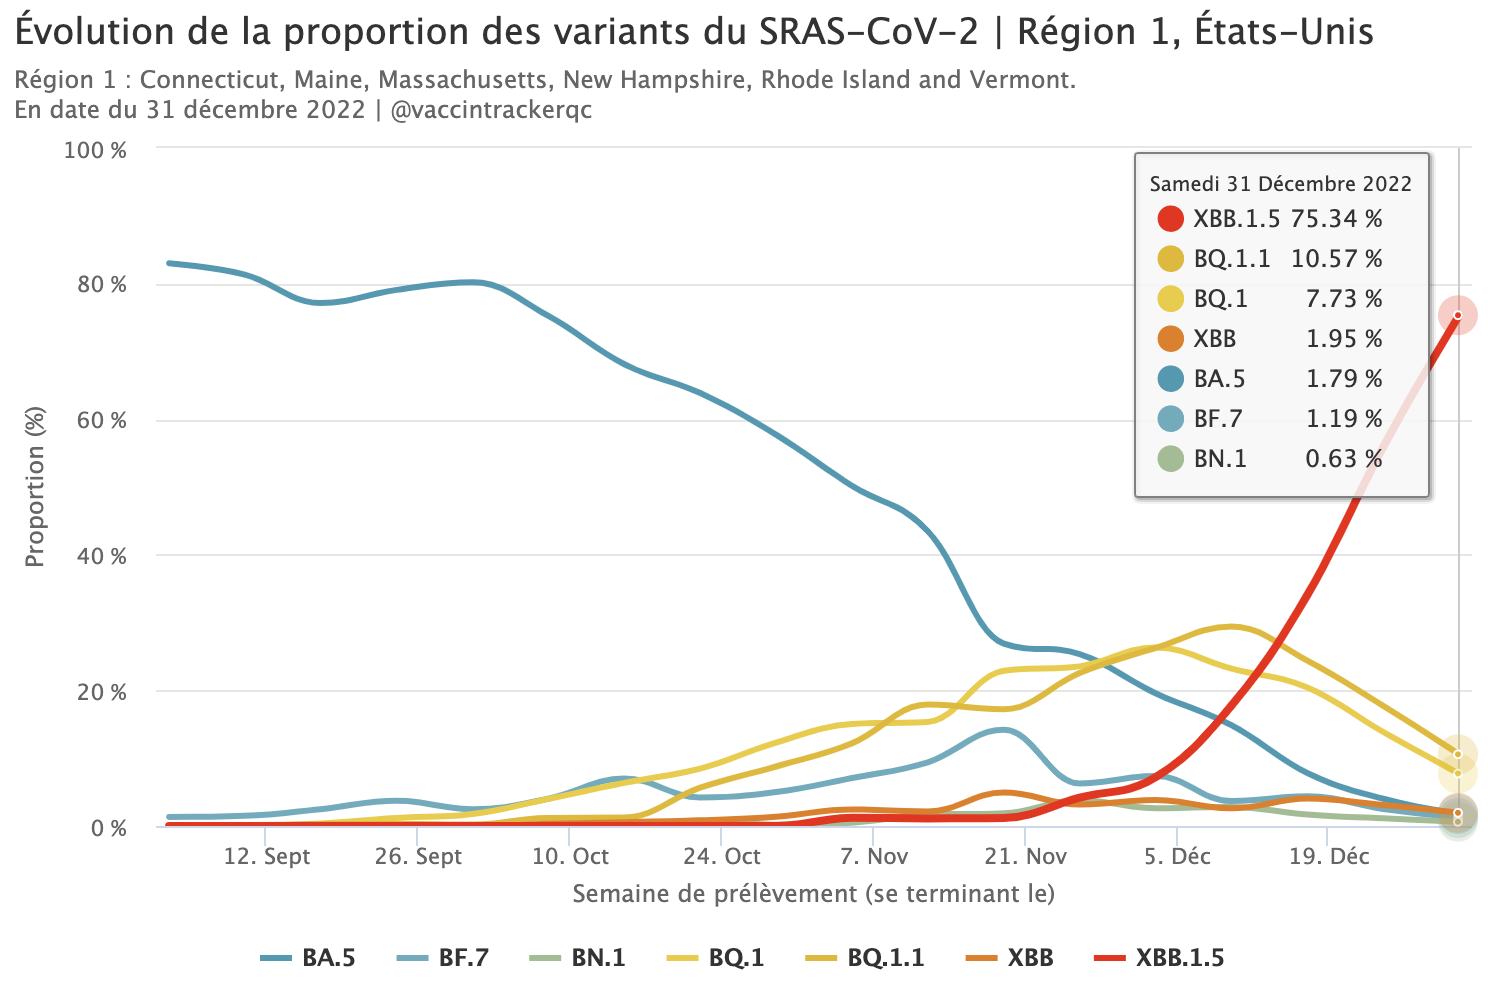 Évolution de la proportion des variants du SRAS-CoV-2 | Région 1, États-Unis
Région 1 : Connecticut, Maine, Massachusetts, New Hampshire, Rhode Island and Vermont.
En date du 31 décembre 2022 | @vaccintrackerqc
100 %
80 %
60 %
40 %
20 %
0 %
Proportion (%)
Samedi 31 Décembre 2022
XBB.1.5 75.34 %
BQ.1.1 10.57 %
BQ.1 7.73 %
XBB 1.95 %
BA.5 1.79 %
BF.7 1.19 %
BN.1 0.63 %
12. Sept 26. Sept 10. Oct 24. Oct 7. Nov 21. Nov 5. Déc 19. Déc
Semaine de prélèvement (se terminant le)
BA.5 BF.7 BN.1 BQ.1 BQ.1.1 XBB XBB.1.5